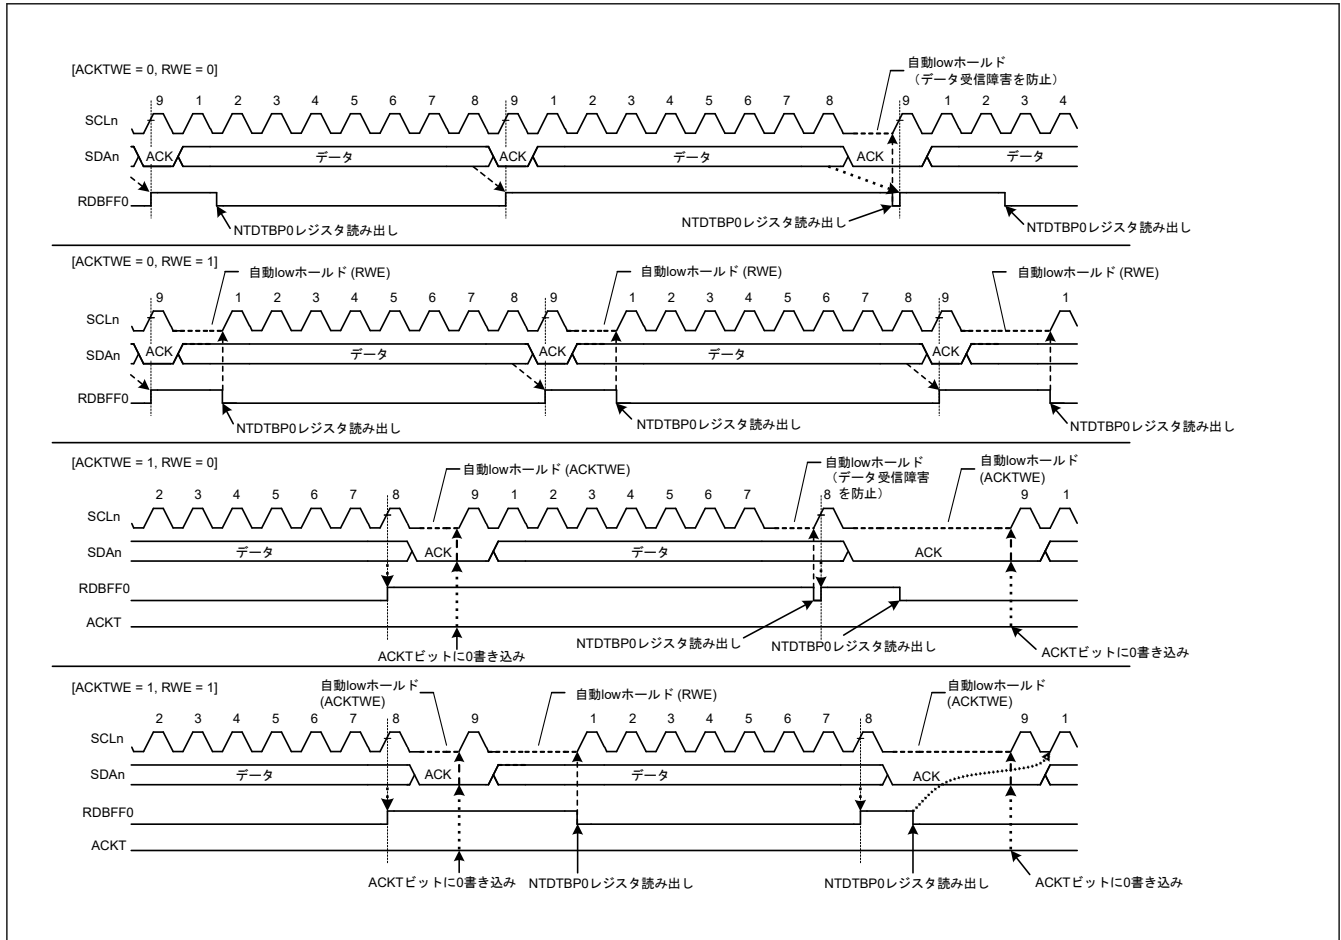 [ACKTWE = 0, RWE = 0]
自動lowホールド
（データ受信障害を防止）
9 1 2 3 4 5 6 7 8 9 1 2 3 4 5 6 7 8 9 1 2 3 4
SCLn
SDAn ACK データ ACK データ ACK データ
RDBFF0
NTDTBP0レジスタ読み出し NTDTBP0レジスタ読み出し NTDTBP0レジスタ読み出し
[ACKTWE = 0, RWE = 1]
自動lowホールド (RWE) 自動lowホールド (RWE) 自動lowホールド (RWE)
9 1 2 3 4 5 6 7 8 9 1 2 3 4 5 6 7 8 9 1
SCLn
SDAn ACK データ ACK データ ACK
RDBFF0
NTDTBP0レジスタ読み出し NTDTBP0レジスタ読み出し NTDTBP0レジスタ読み出し
[ACKTWE = 1, RWE = 0]
自動lowホールド (ACKTWE)
自動lowホールド
（データ受信障害
を防止）
自動lowホールド
(ACKTWE)
2 3 4 5 6 7 8 9 1 2 3 4 5 6 7 8 9 1
SCLn
SDAn データ ACK データ ACK
RDBFF0
ACKT
NTDTBP0レジスタ読み出し NTDTBP0レジスタ読み出し
ACKTビットに0書き込み ACKTビットに0書き込み
[ACKTWE = 1, RWE = 1]
自動lowホールド
(ACKTWE)
自動lowホールド (RWE)
自動lowホールド
(ACKTWE)
2 3 4 5 6 7 8 9 1 2 3 4 5 6 7 8 9 1
SCLn
SDAn データ ACK データ ACK
RDBFF0
ACKT
ACKTビットに0書き込み NTDTBP0レジスタ読み出し NTDTBP0レジスタ読み出し ACKTビットに0書き込み